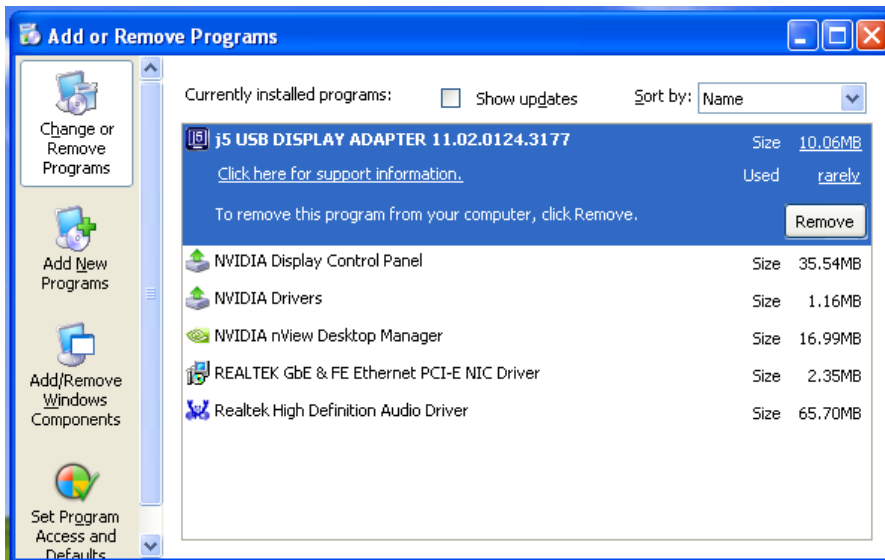 Add or Remove Programs
Change or
Remove
Programs
Add New
Programs
Add/Remove
Windows
Components
Set Program
Access and
Defaults
Currently installed programs:
Show updates
Sort by:
Name
j5 USB DISPLAY ADAPTER 11.02.0124.3177
Size 10.06MB
Click here for support information.
Used rarely
To remove this program from your computer, click Remove.
Remove
NVIDIA Display Control Panel
Size 35.54MB
NVIDIA Drivers
Size 1.16MB
NVIDIA nView Desktop Manager
Size 16.99MB
REALTEK GbE & FE Ethernet PCI-E NIC Driver
Size 2.35MB
Realtek High Definition Audio Driver
Size 65.70MB